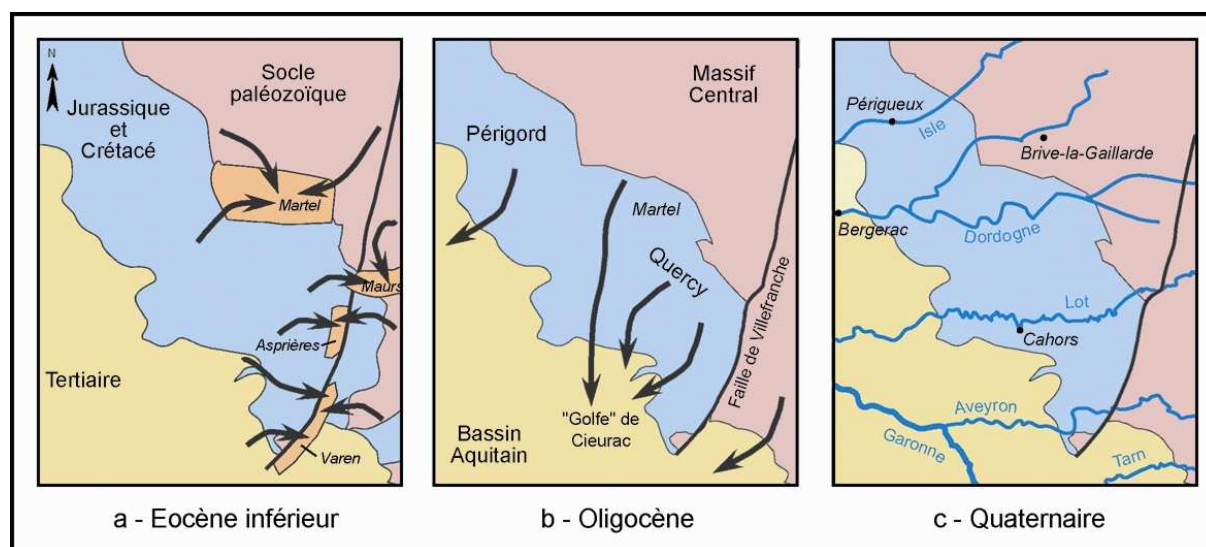 N
Socle
paléozoïque
Jurassique
et
Crétacé
Martel
Maurs
Asprières
Tertiaire
Varen
a - Eocène inférieur
Massif
Central
Périgord
Martel
Quercy
Faille de Villefranche
"Golfe" de
Cieurac
Bassin
Aquitain
b - Oligocène
Périgueux
Isle
Brive-la-Gaillarde
Bergerac
Dordogne
Lot
Cahors
Aveyron
Garonne
Tarn
c - Quaternaire